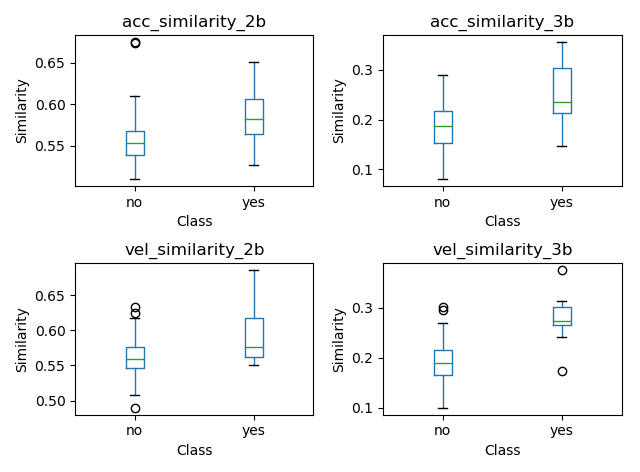 acc_similarity_2b
Similarity
0.65
0.60
0.55
no
yes
Class
acc_similarity_3b
Similarity
0.3
0.2
0.1
no
yes
Class
vel_similarity_2b
Similarity
0.65
0.60
0.55
0.50
no
yes
Class
vel_similarity_3b
Similarity
0.3
0.2
0.1
no
yes
Class